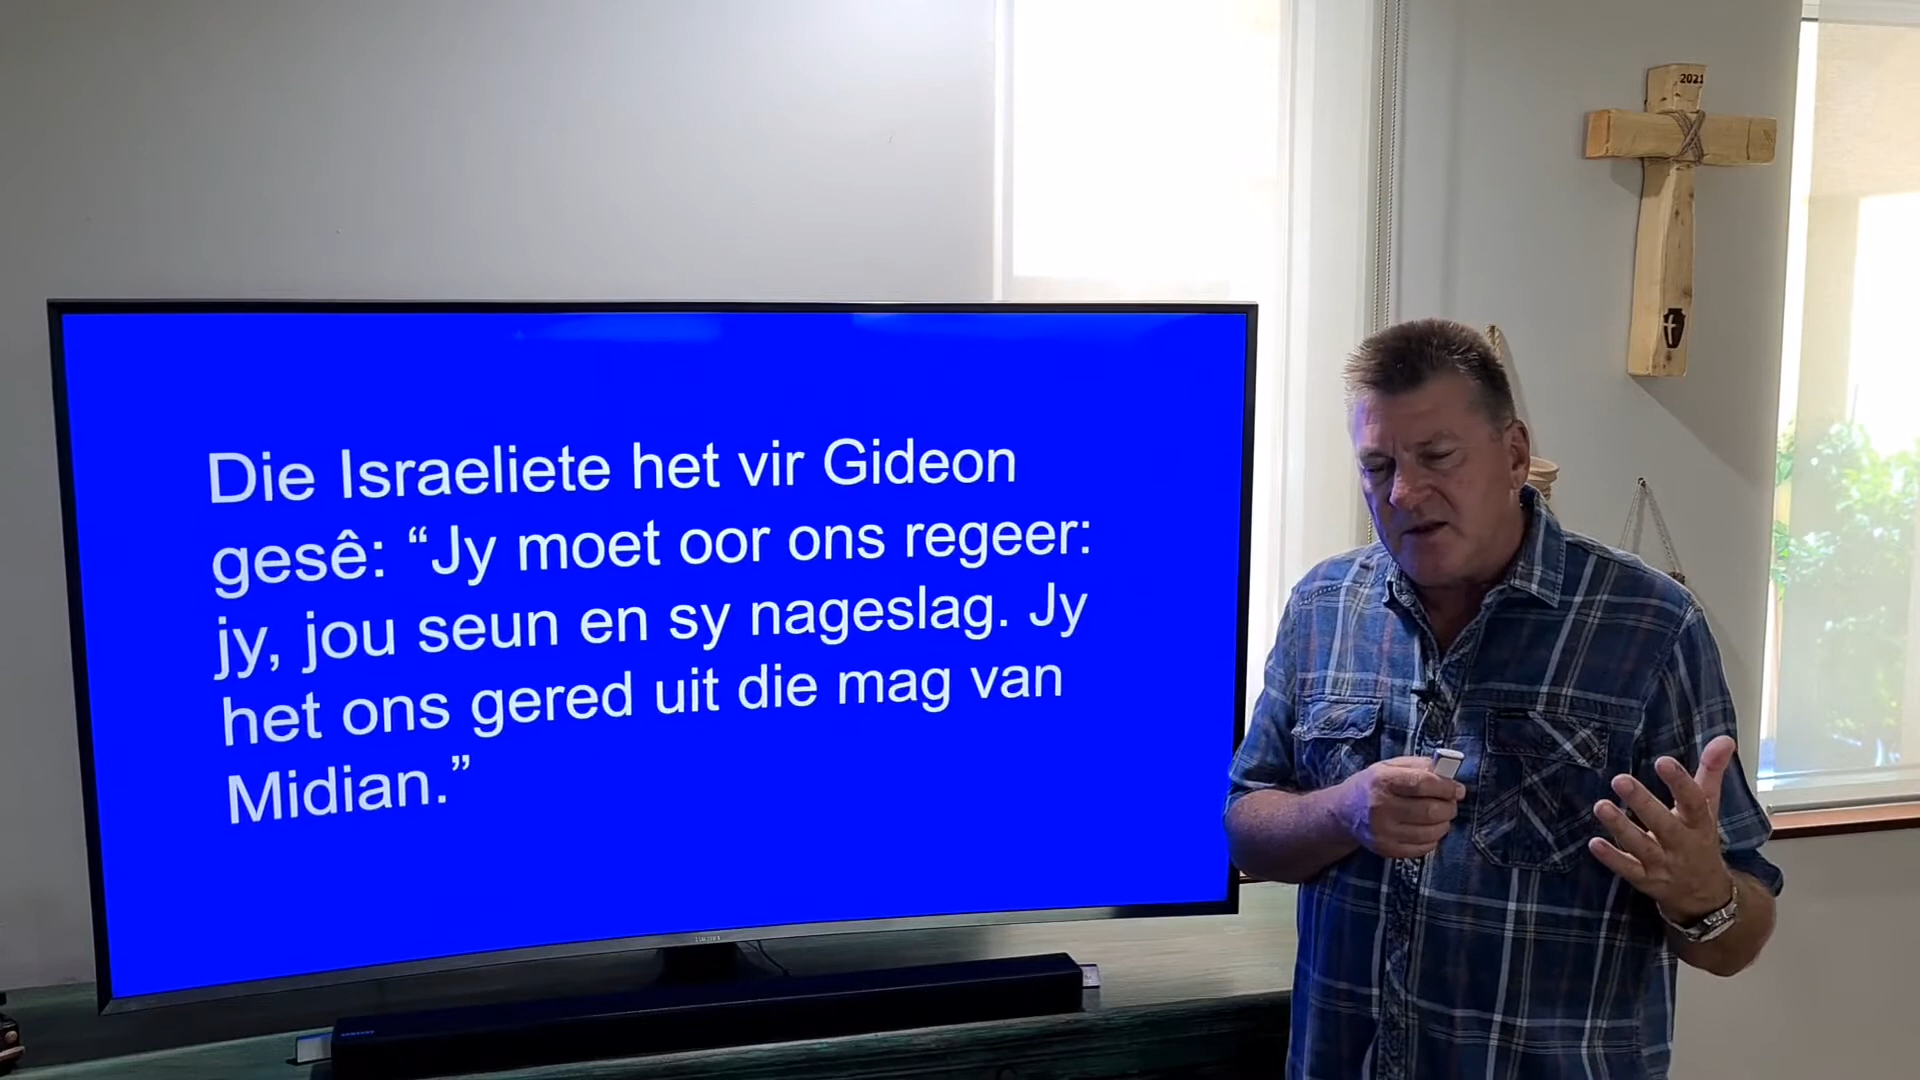 2021
Die Israeliete het vir Gideon
gesê: “Jy moet oor ons regeer:
jy, jou seun en sy nageslag. Jy
het ons gered uit die mag van
Midian.”